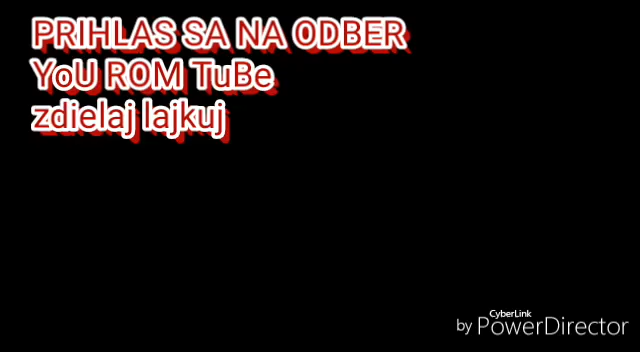 PRIHLAS SA NA ODBER
YoU ROM TuBe
zdielaj lajkuj
CyberLink
by PowerDirector